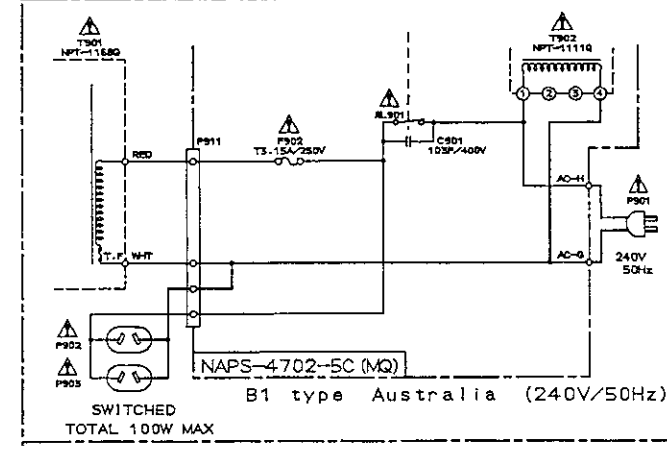 T901
NPT-1168Q
T902
NPT-1111Q
RL901
P911
F902
T3.15A/250V
C901
103P/400V
1 2 3 4
RED
AC-H
P901
T.F WHT
AC-G
240V
50Hz
P902
P903
NAPS-4702-5C (MQ)
B1 type Australia (240V/50Hz)
SWITCHED
TOTAL 100W MAX